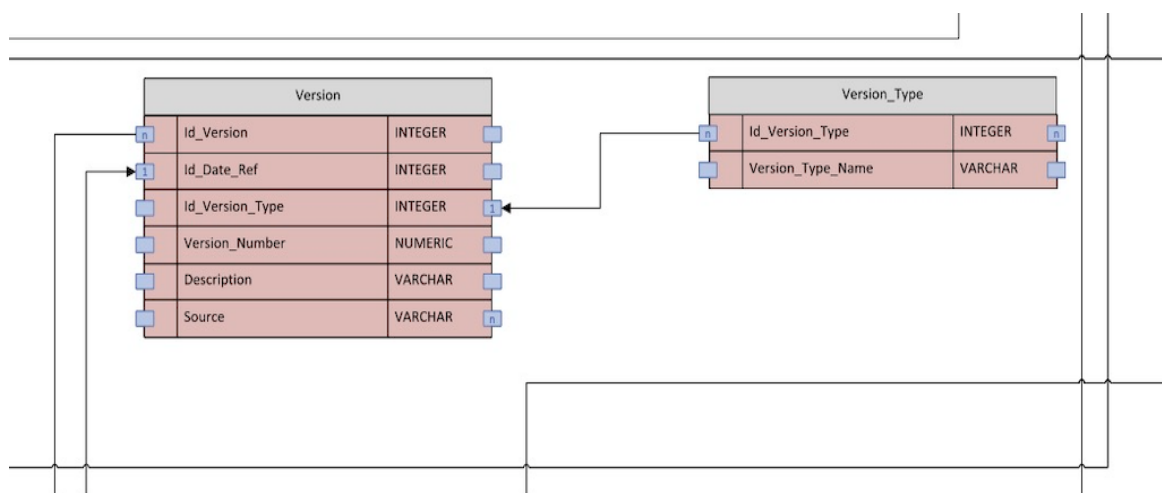 Version
n Id_Version INTEGER
1 Id_Date_Ref INTEGER
Id_Version_Type INTEGER 1
Version_Number NUMERIC
Description VARCHAR
Source VARCHAR n
Version_Type
n Id_Version_Type INTEGER n
Version_Type_Name VARCHAR